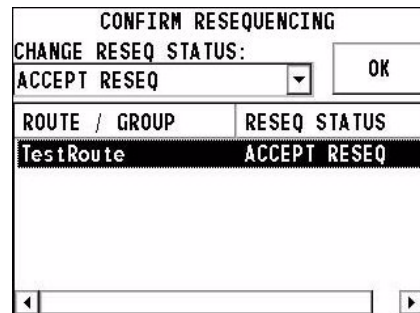 CONFIRM RESEQUENCING
CHANGE RESEQ STATUS:
ACCEPT RESEQ
OK
ROUTE / GROUP RESEQ STATUS
TestRoute ACCEPT RESEQ